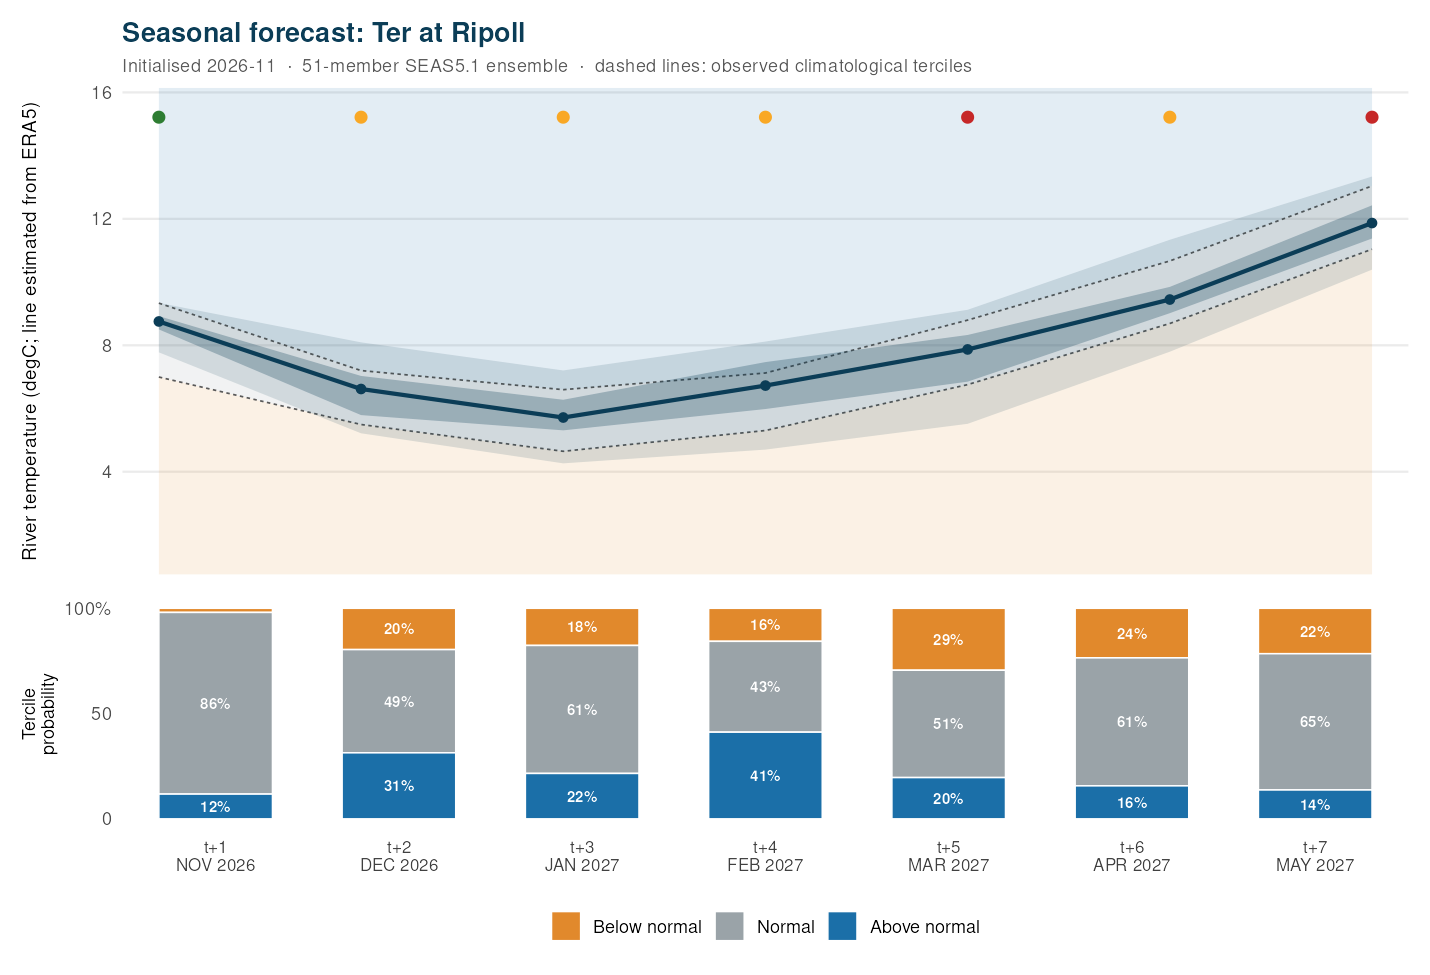 Seasonal forecast: Ter at Ripoll
Initialised 2026-11 · 51-member SEAS5.1 ensemble · dashed lines: observed climatological terciles
River temperature (degC; line estimated from ERA5)
16
12
8
4
Tercile
probability
100%
50
0
86%
12%
20%
49%
31%
18%
61%
22%
16%
43%
41%
29%
51%
20%
24%
61%
16%
22%
65%
14%
t+1
NOV 2026
t+2
DEC 2026
t+3
JAN 2027
t+4
FEB 2027
t+5
MAR 2027
t+6
APR 2027
t+7
MAY 2027
Below normal
Normal
Above normal